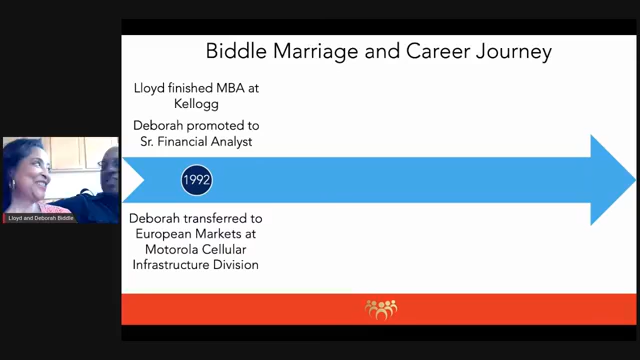 Biddle Marriage and Career Journey
Lloyd finished MBA at
Kellogg
Deborah promoted to
Sr. Financial Analyst
1992
Lloyd and Deborah Biddle
Deborah transferred to
European Markets at
Motorola Cellular
Infrastructure Division